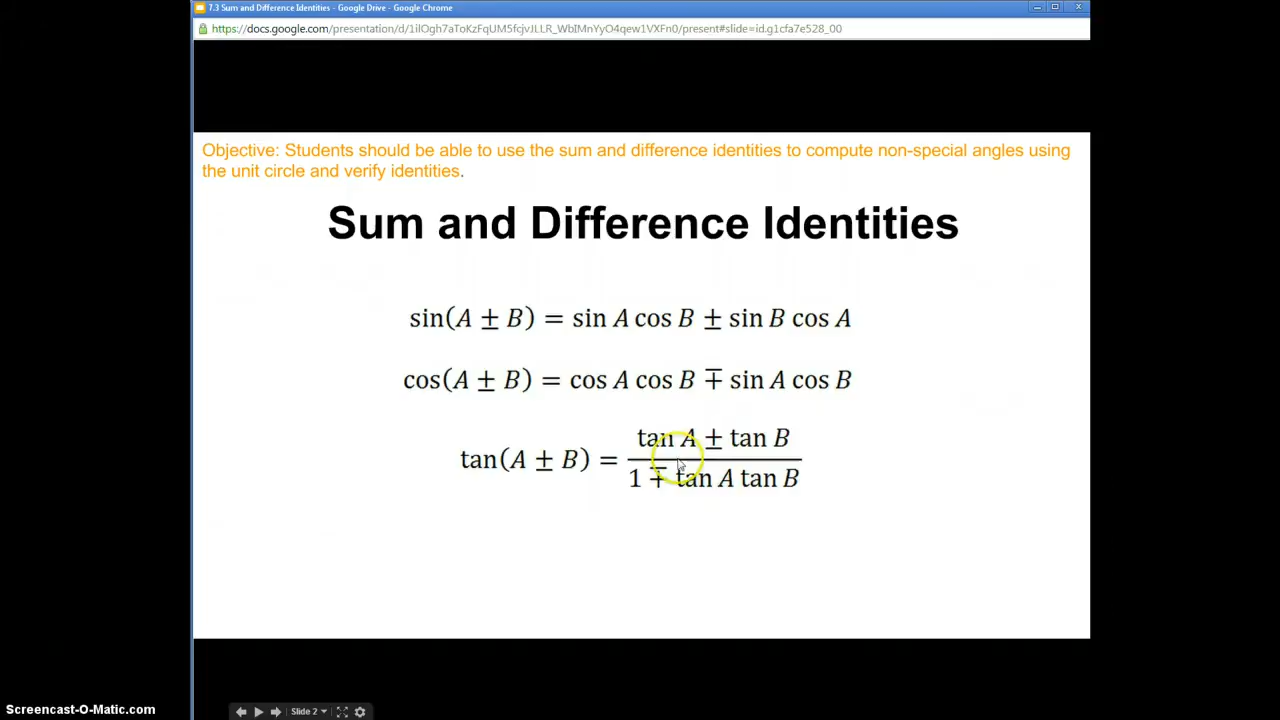 7.3 Sum and Difference Identities - Google Drive - Google Chrome
https://docs.google.com/presentation/d/1ilOgh7aToKzFqUM5fcjvJLLR_WbIMnYyO4qew1VXFn0/present#slide=id.g1cfa7e528_00
Objective: Students should be able to use the sum and difference identities to compute non-special angles using
the unit circle and verify identities.
Sum and Difference Identities
sin(A ± B) = sin A cos B ± sin B cos A
cos(A ± B) = cos A cos B ∓ sin A cos B
tan(A ± B) = 
tan A ± tan B
1 ∓ tan A tan B
Screencast-O-Matic.com
Slide 2